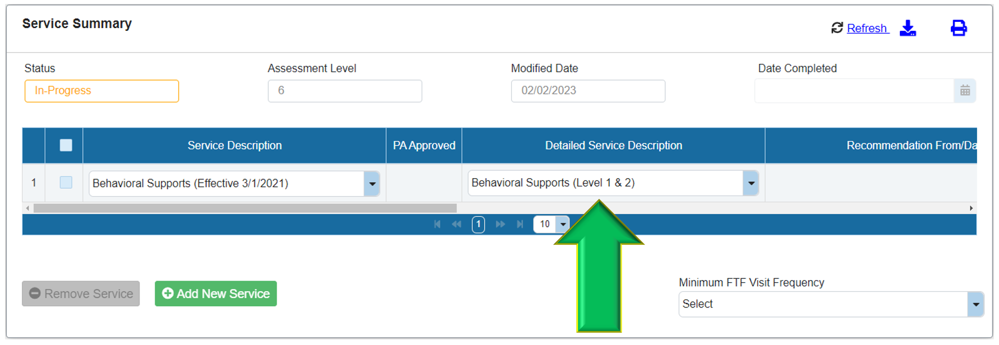 Service Summary
Refresh
Status
Assessment Level
Modified Date
Date Completed
In-Progress
6
02/02/2023
Service Description
PA Approved
Detailed Service Description
Recommendation From/Da
1
Behavioral Supports (Effective 3/1/2021)
Behavioral Supports (Level 1 & 2)
1
10
Remove Service
Add New Service
Minimum FTF Visit Frequency
Select